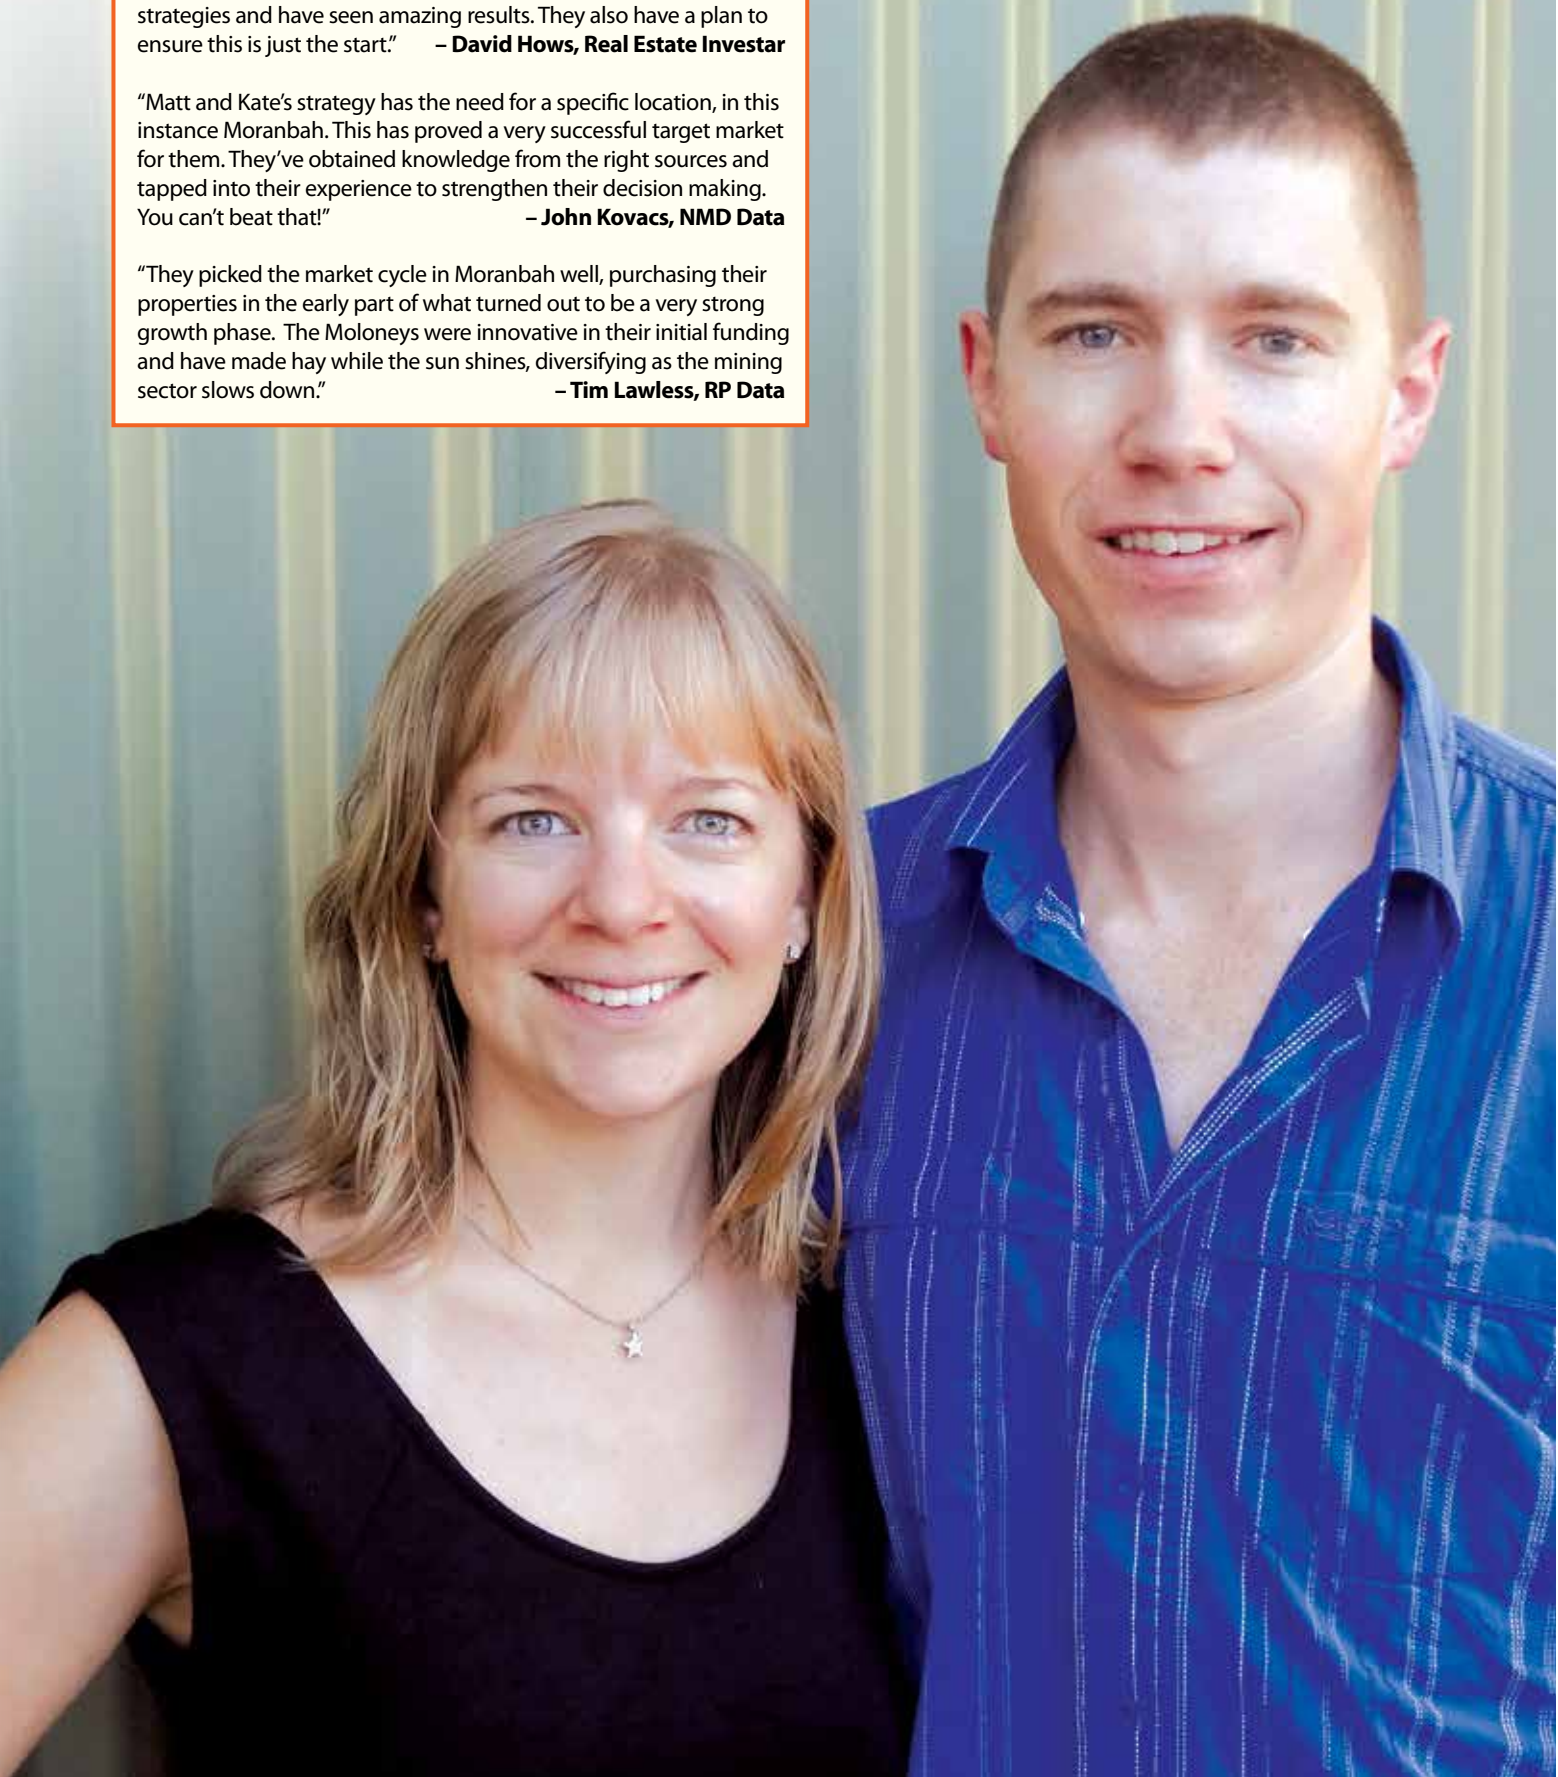 strategies and have seen amazing results. They also have a plan to
ensure this is just the start.” – David Hows, Real Estate Investar
“Matt and Kate’s strategy has the need for a specific location, in this
instance Moranbah. This has proved a very successful target market
for them. They’ve obtained knowledge from the right sources and
tapped into their experience to strengthen their decision making.
You can’t beat that!” – John Kovacs, NMD Data
“They picked the market cycle in Moranbah well, purchasing their
properties in the early part of what turned out to be a very strong
growth phase. The Moloneys were innovative in their initial funding
and have made hay while the sun shines, diversifying as the mining
sector slows down.” – Tim Lawless, RP Data